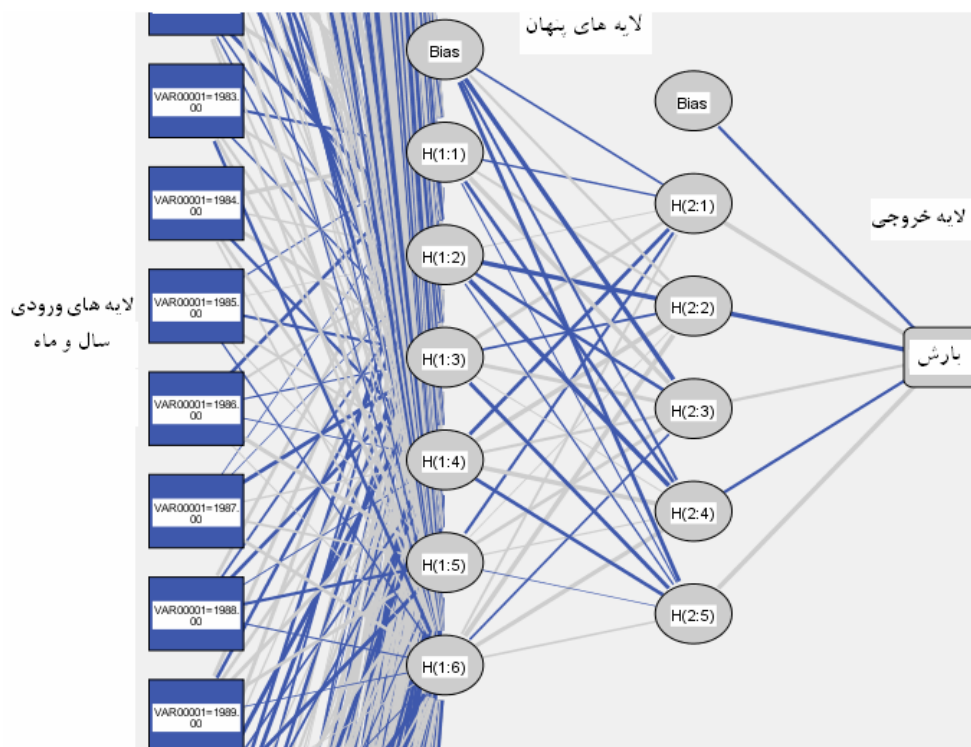 لایه های پنهان
لایه خروجی
لایه های ورودی
سال و ماه
VAR00001=1983.
00
VAR00001=1984.
00
VAR00001=1985.
00
VAR00001=1986.
00
VAR00001=1987.
00
VAR00001=1988.
00
VAR00001=1989.
00
Bias
H(1:1)
H(1:2)
H(1:3)
H(1:4)
H(1:5)
H(1:6)
Bias
H(2:1)
H(2:2)
H(2:3)
H(2:4)
H(2:5)
بارش